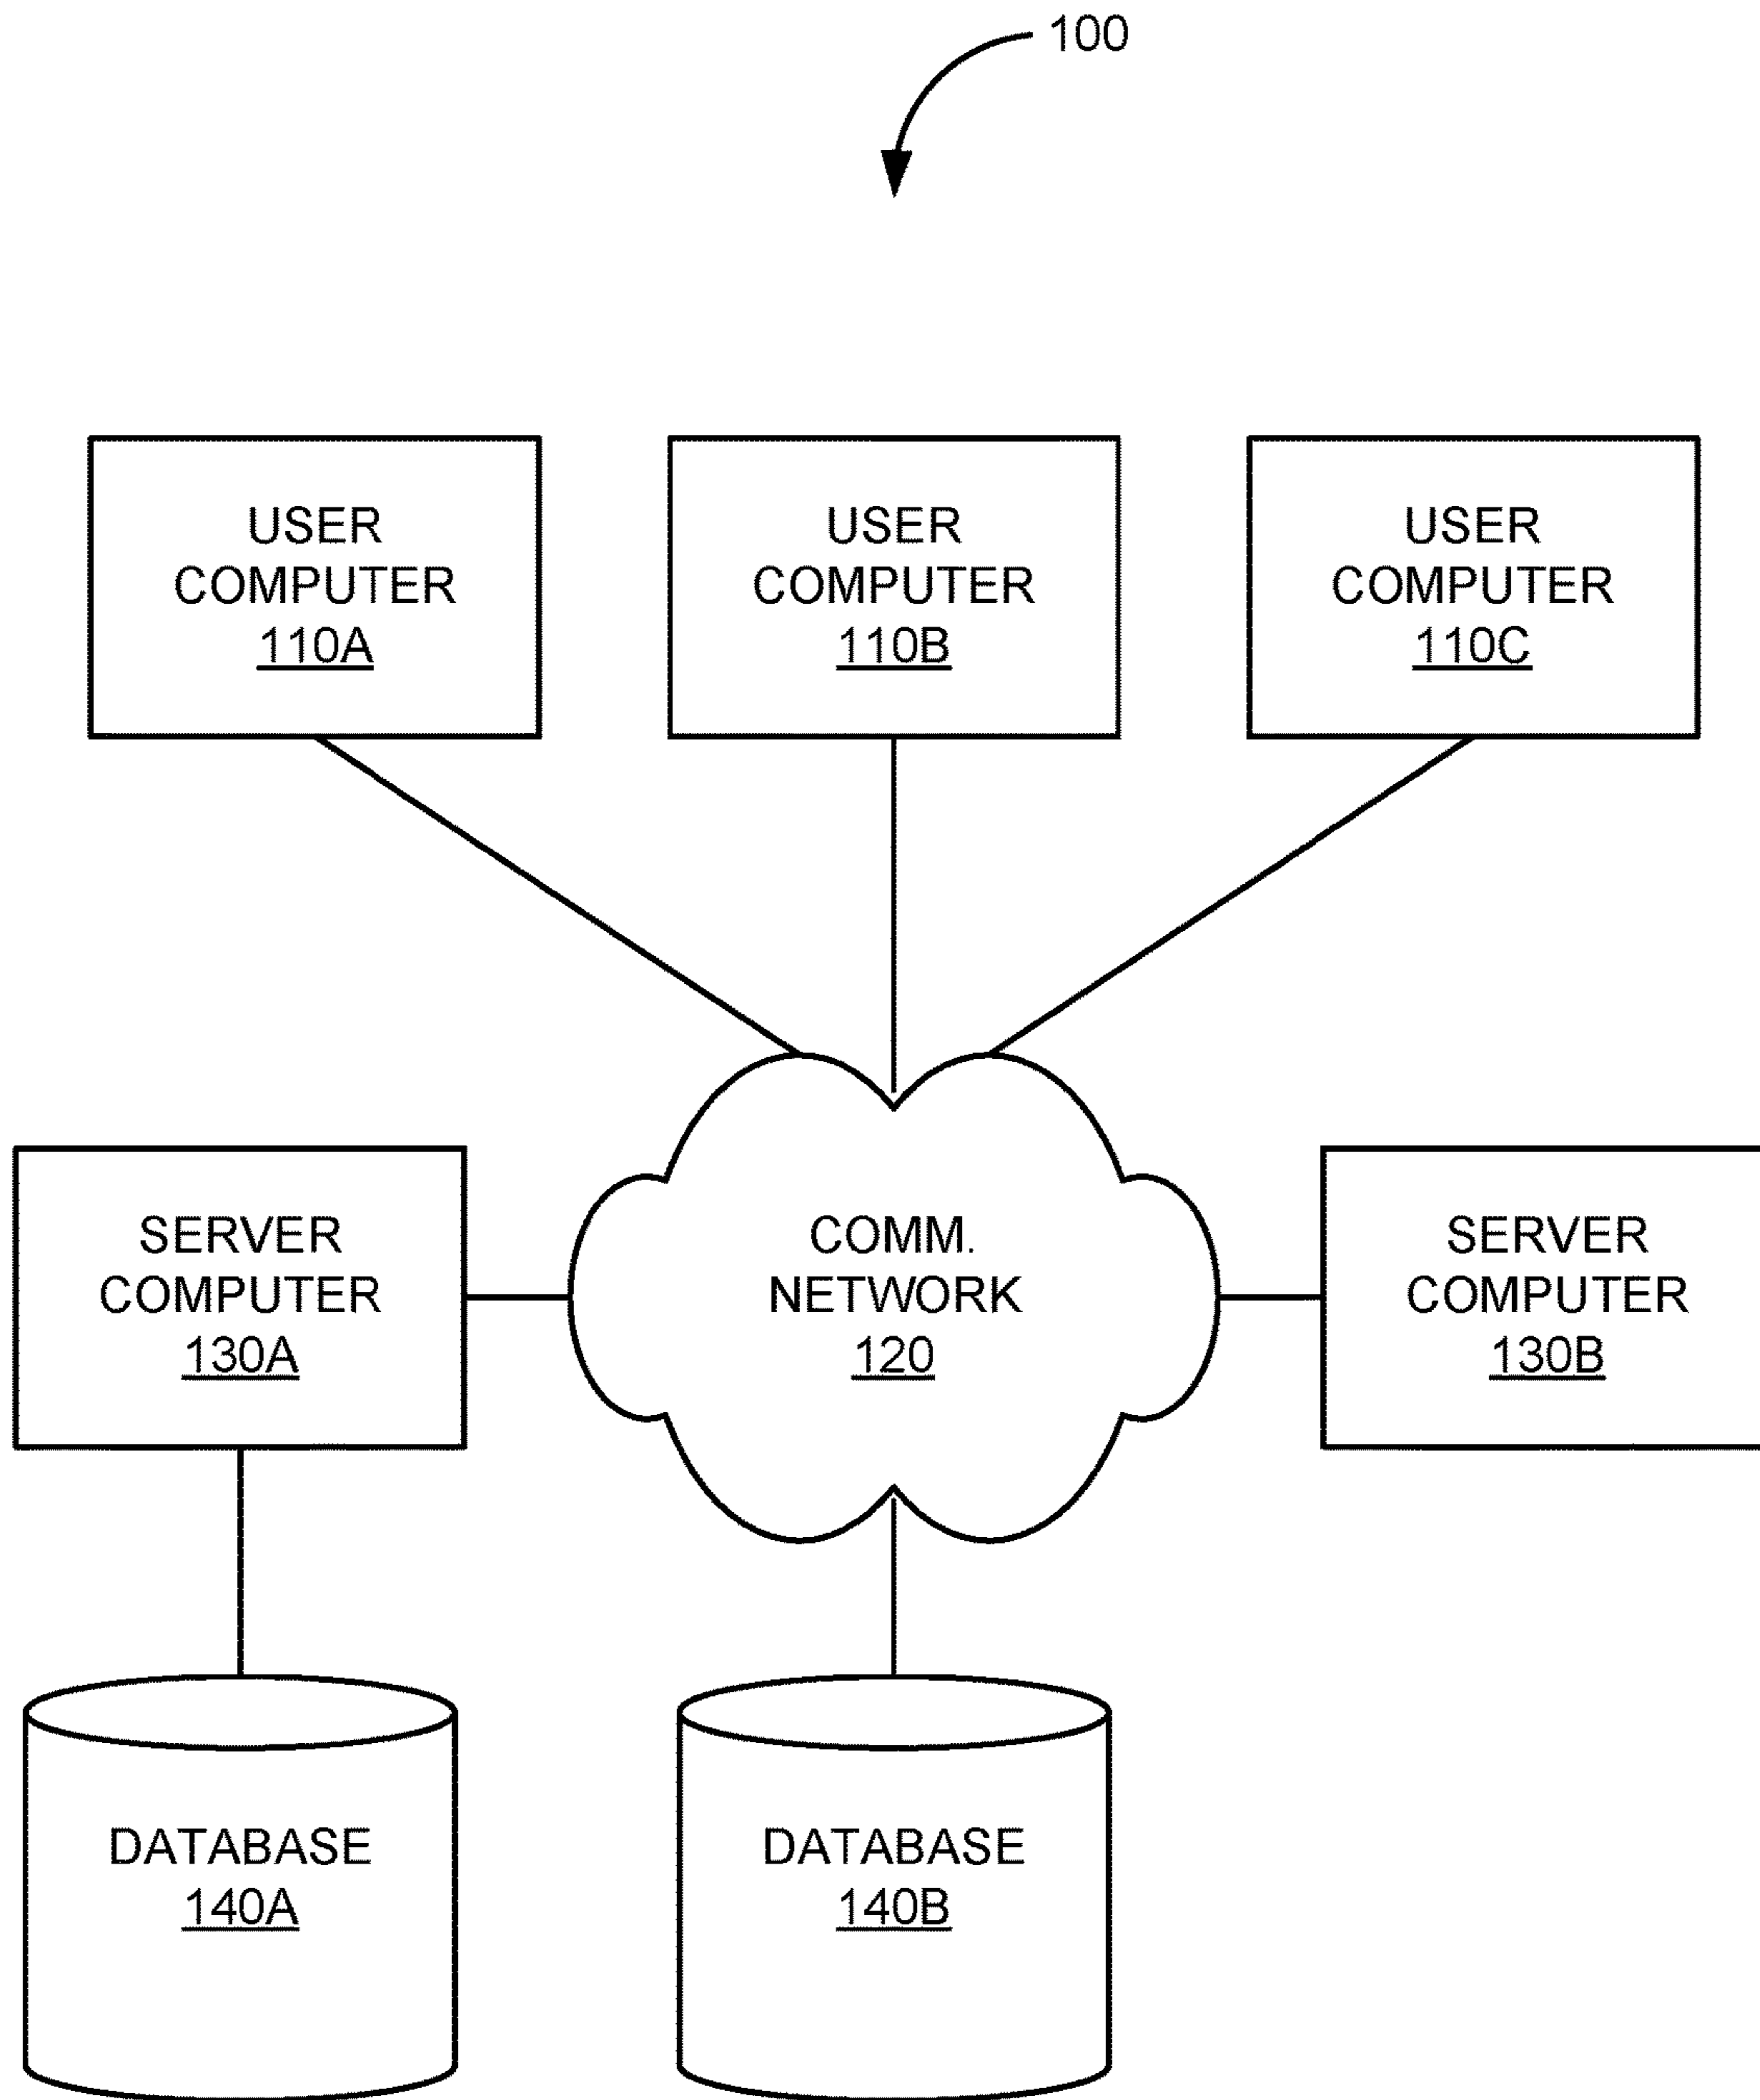 100
USER
COMPUTER
110A
USER
COMPUTER
110B
USER
COMPUTER
110C
SERVER
COMPUTER
130A
COMM.
NETWORK
120
SERVER
COMPUTER
130B
DATABASE
140A
DATABASE
140B